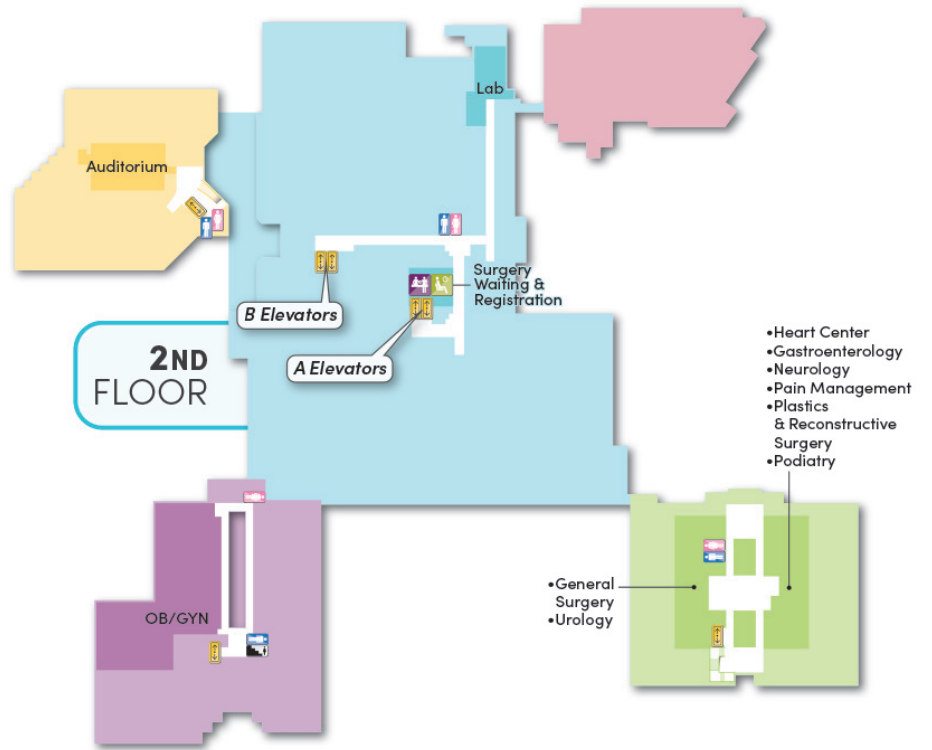 Lab
Auditorium
Surgery
Waiting &
Registration
B Elevators
A Elevators
2ND
FLOOR
•Heart Center
•Gastroenterology
•Neurology
•Pain Management
•Plastics
& Reconstructive
Surgery
•Podiatry
•General
Surgery
•Urology
OB/GYN